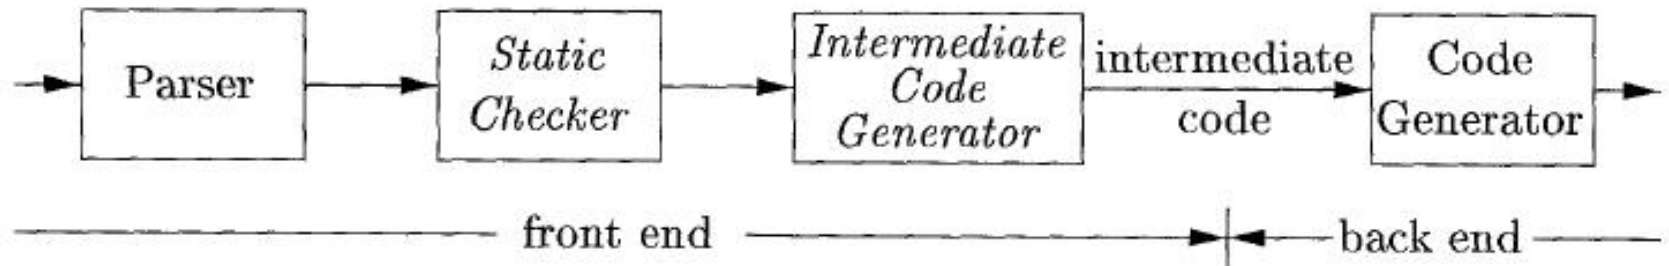 Parser
Static
Checker
Intermediate
Code
Generator
intermediate
code
Code
Generator
front end
back end